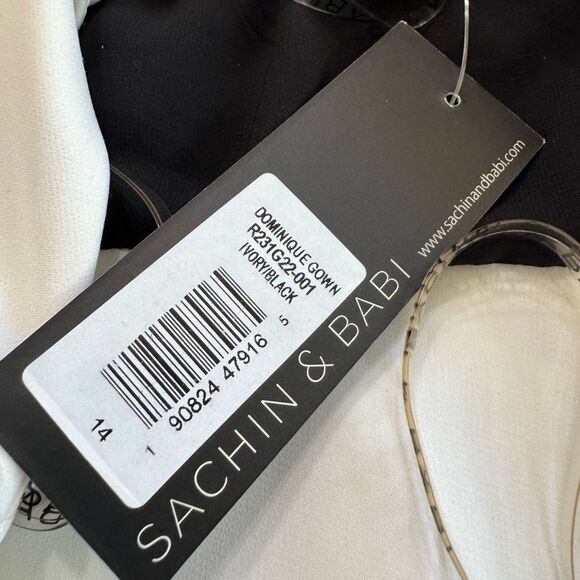 DOMINIQUE GOWN
R231G22-001
IVORY/BLACK
14
1 90824 47916 5
SACHIN & BABI
www.sachinandbabi.com